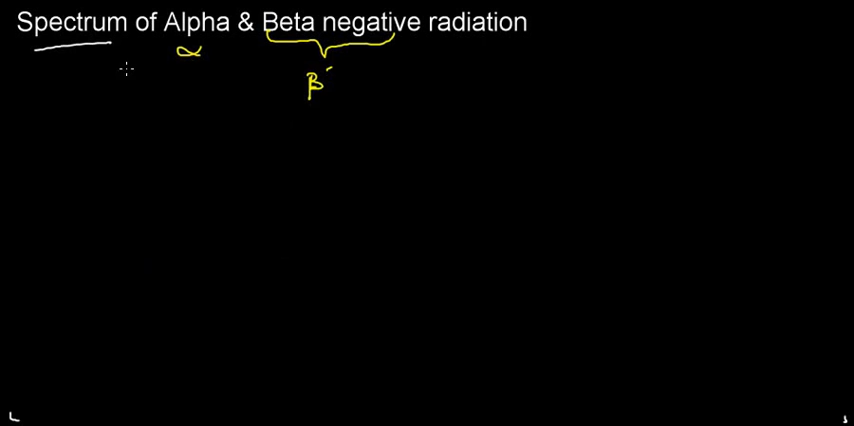 Spectrum of Alpha & Beta negative radiation
α
β⁻